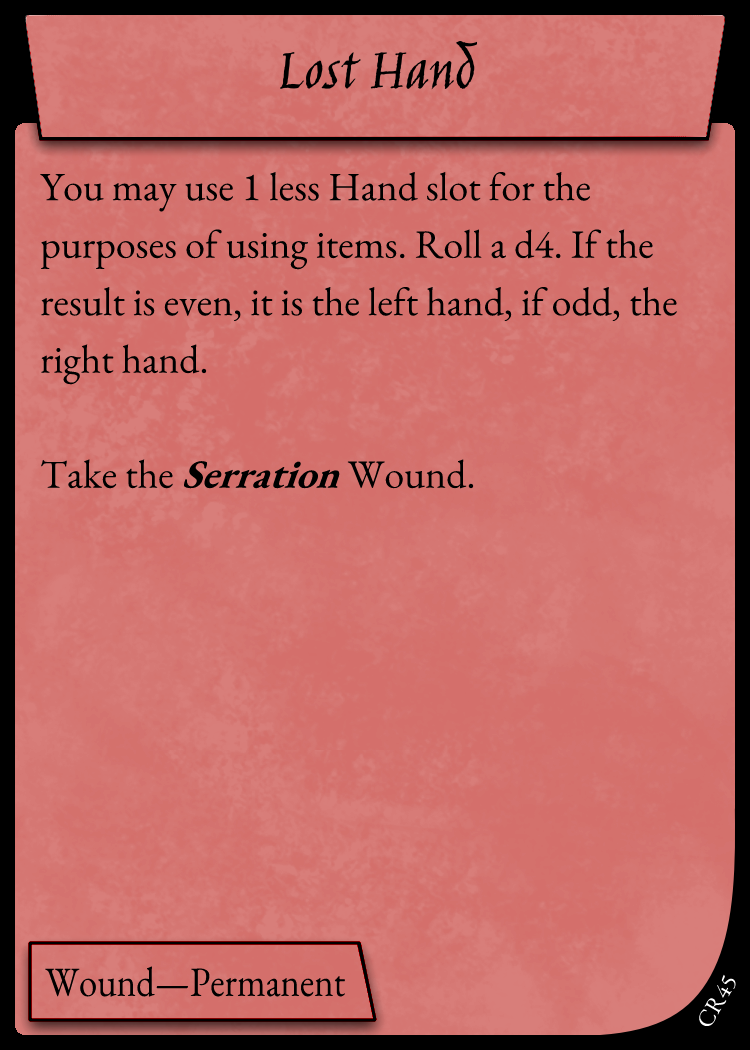 Lost Hand
You may use 1 less Hand slot for the
purposes of using items. Roll a d4. If the
result is even, it is the left hand, if odd, the
right hand.
Take the Serration Wound.
Wound—Permanent
CR45